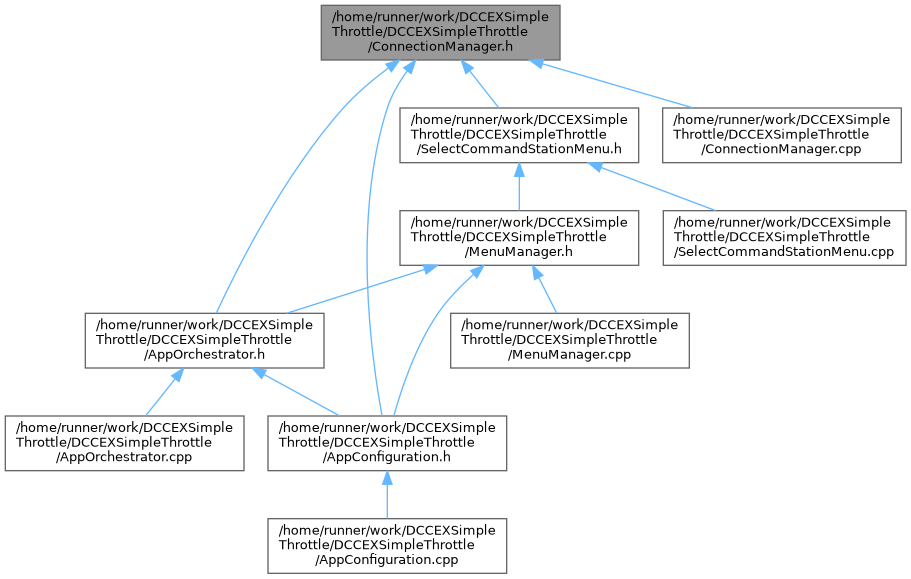 /home/runner/work/DCCEXSimple
Throttle/DCCEXSimpleThrottle
/ConnectionManager.h
/home/runner/work/DCCEXSimple
Throttle/DCCEXSimpleThrottle
/SelectCommandStationMenu.h
/home/runner/work/DCCEXSimple
Throttle/DCCEXSimpleThrottle
/ConnectionManager.cpp
/home/runner/work/DCCEXSimple
Throttle/DCCEXSimpleThrottle
/MenuManager.h
/home/runner/work/DCCEXSimple
Throttle/DCCEXSimpleThrottle
/SelectCommandStationMenu.cpp
/home/runner/work/DCCEXSimple
Throttle/DCCEXSimpleThrottle
/AppOrchestrator.h
/home/runner/work/DCCEXSimple
Throttle/DCCEXSimpleThrottle
/MenuManager.cpp
/home/runner/work/DCCEXSimple
Throttle/DCCEXSimpleThrottle
/AppOrchestrator.cpp
/home/runner/work/DCCEXSimple
Throttle/DCCEXSimpleThrottle
/AppConfiguration.h
/home/runner/work/DCCEXSimple
Throttle/DCCEXSimpleThrottle
/AppConfiguration.cpp